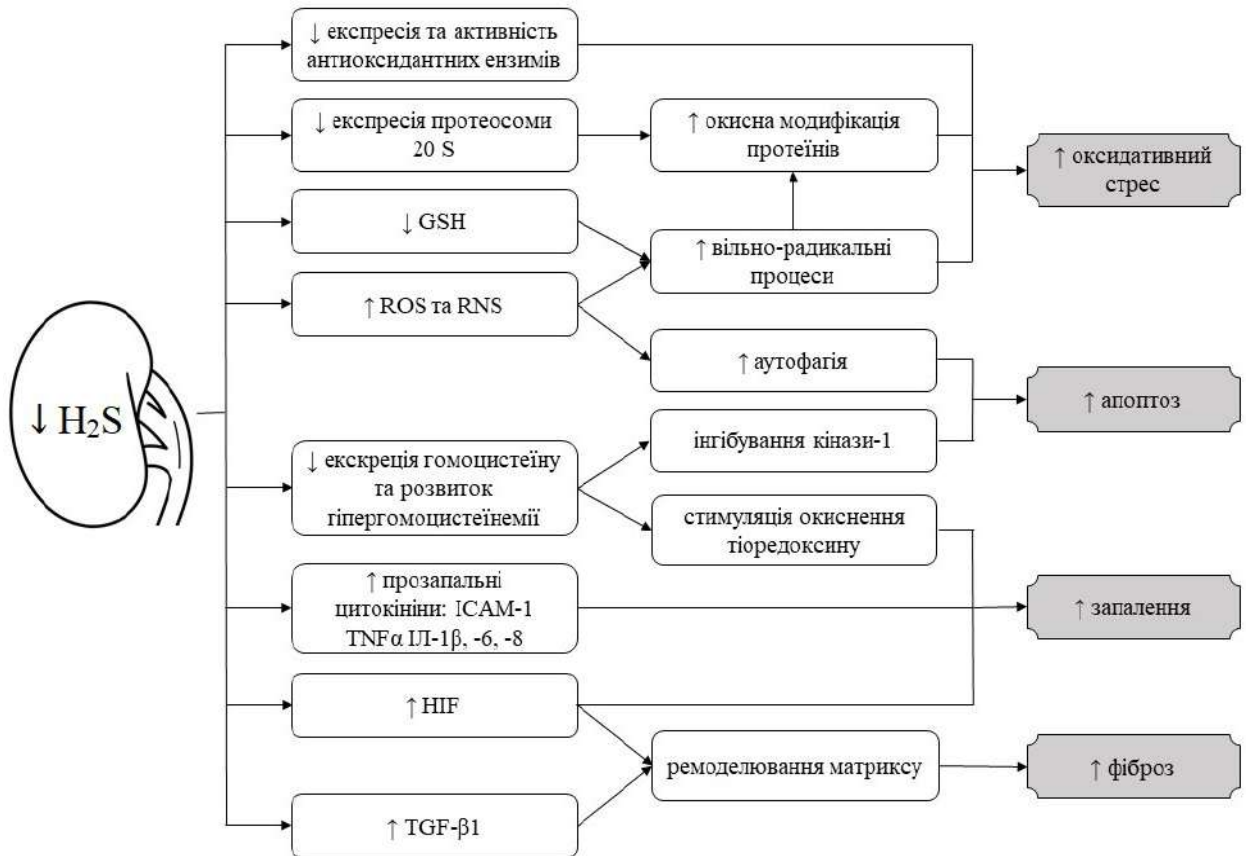 ↓ H₂S
↓ експресія та активність
антиоксидантних ензимів
↓ експресія протеосоми
20 S
↓ GSH
↑ ROS та RNS
↓ екскреція гомоцистеїну
та розвиток
гіпергомоцистеїнемії
↑ прозапальні
цитокініни: ICAM-1
TNFα ІЛ-1β, -6, -8
↑ HIF
↑ TGF-β1
↑ окисна модифікація
протеїнів
↑ вільно-радикальні
процеси
↑ аутофагія
інгібування кінази-1
стимуляція окиснення
тіоредоксину
ремоделювання матриксу
↑ оксидативний
стрес
↑ апоптоз
↑ запалення
↑ фіброз